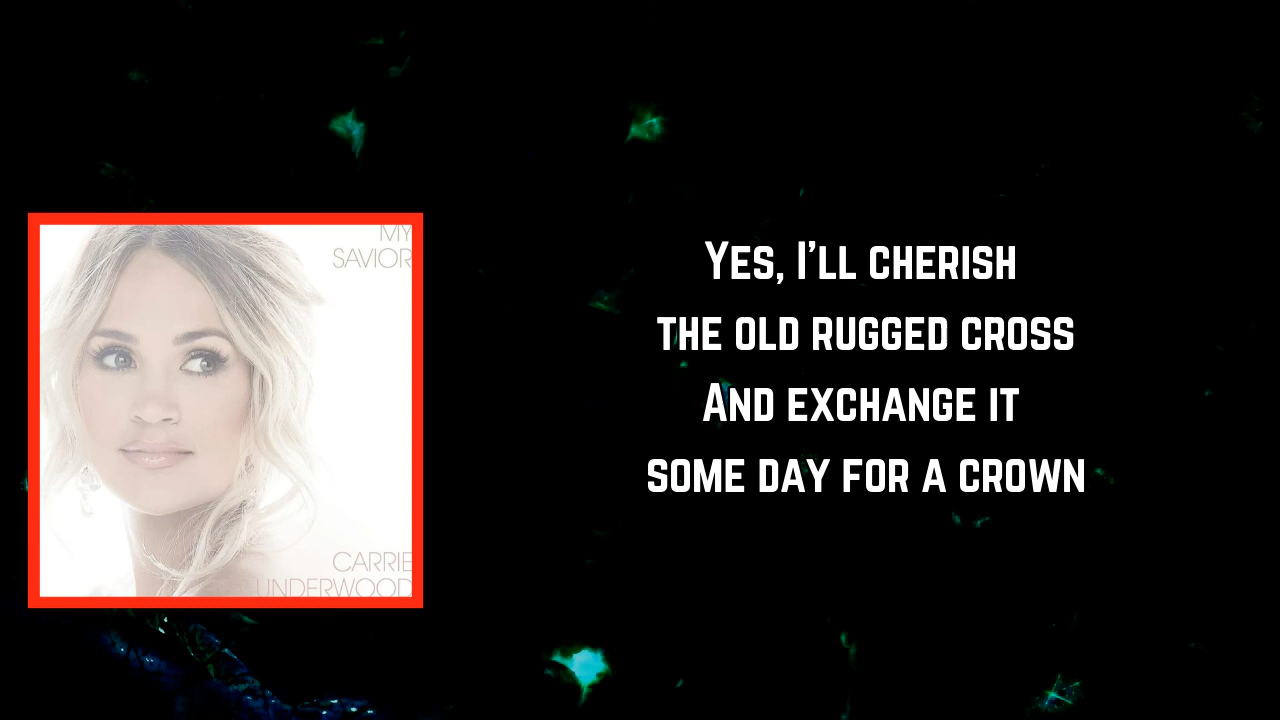 MY
SAVIOR
CARRIE
UNDERWOOD
Yes, I'll cherish
the old rugged cross
And exchange it
some day for a crown